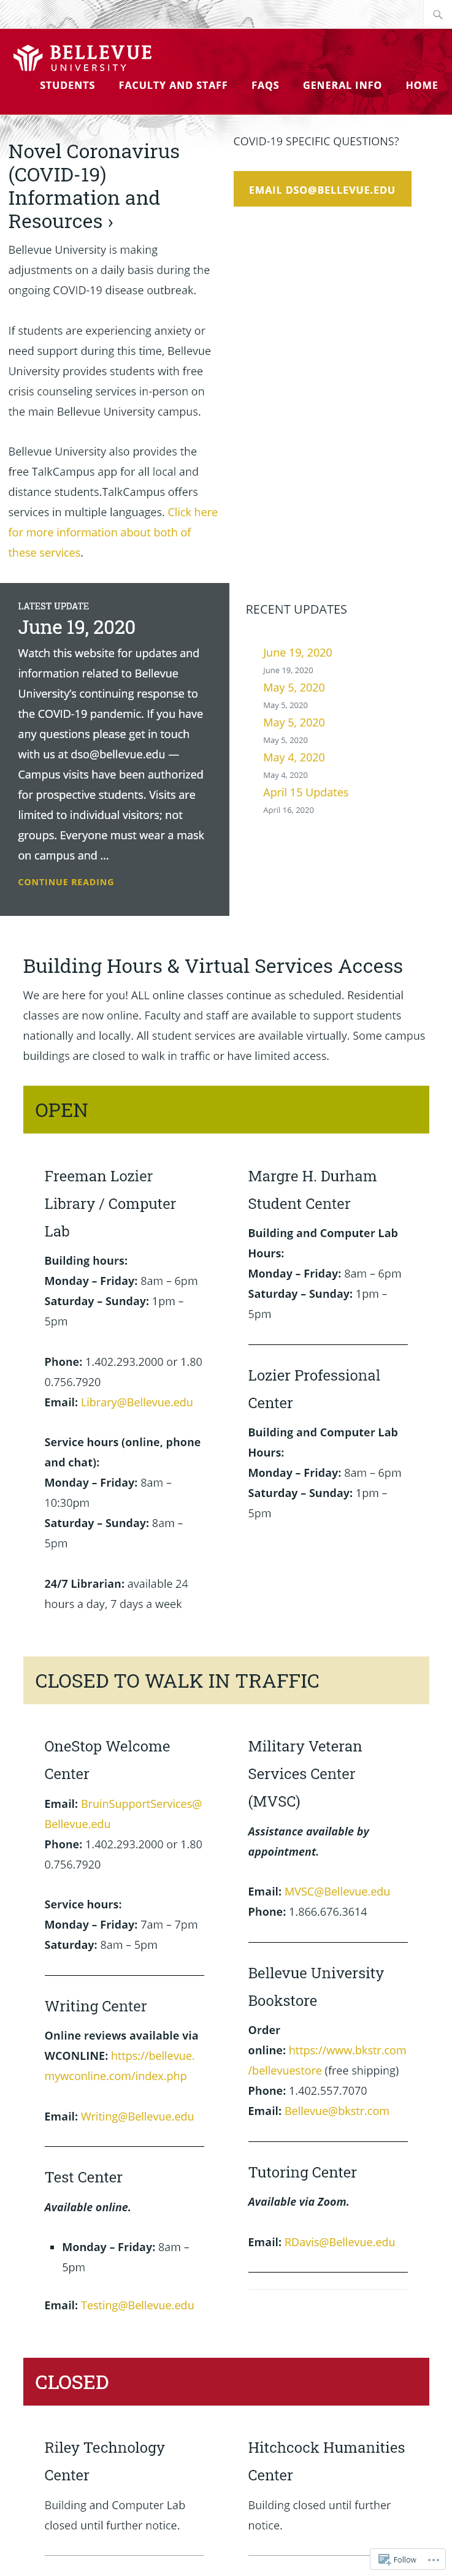 BELLEVUE
UNIVERSITY
STUDENTS FACULTY AND STAFF FAQS GENERAL INFO HOME
Novel Coronavirus
(COVID-19)
Information and
Resources ›
Bellevue University is making
adjustments on a daily basis during the
ongoing COVID-19 disease outbreak.
If students are experiencing anxiety or
need support during this time, Bellevue
University provides students with free
crisis counseling services in-person on
the main Bellevue University campus.
Bellevue University also provides the
free TalkCampus app for all local and
distance students.TalkCampus offers
services in multiple languages. Click here
for more information about both of
these services.
COVID-19 SPECIFIC QUESTIONS?
EMAIL DSO@BELLEVUE.EDU
LATEST UPDATE
June 19, 2020
Watch this website for updates and
information related to Bellevue
University’s continuing response to
the COVID-19 pandemic. If you have
any questions please get in touch
with us at dso@bellevue.edu —
Campus visits have been authorized
for prospective students. Visits are
limited to individual visitors; not
groups. Everyone must wear a mask
on campus and …
CONTINUE READING
RECENT UPDATES
June 19, 2020
June 19, 2020
May 5, 2020
May 5, 2020
May 5, 2020
May 5, 2020
May 4, 2020
May 4, 2020
April 15 Updates
April 16, 2020
Building Hours & Virtual Services Access
We are here for you! ALL online classes continue as scheduled. Residential
classes are now online. Faculty and staff are available to support students
nationally and locally. All student services are available virtually. Some campus
buildings are closed to walk in traffic or have limited access.
OPEN
Freeman Lozier
Library / Computer
Lab
Building hours:
Monday – Friday: 8am – 6pm
Saturday – Sunday: 1pm –
5pm
Phone: 1.402.293.2000 or 1.80
0.756.7920
Email: Library@Bellevue.edu
Service hours (online, phone
and chat):
Monday – Friday: 8am –
10:30pm
Saturday – Sunday: 8am –
5pm
24/7 Librarian: available 24
hours a day, 7 days a week
Margre H. Durham
Student Center
Building and Computer Lab
Hours:
Monday – Friday: 8am – 6pm
Saturday – Sunday: 1pm –
5pm
Lozier Professional
Center
Building and Computer Lab
Hours:
Monday – Friday: 8am – 6pm
Saturday – Sunday: 1pm –
5pm
CLOSED TO WALK IN TRAFFIC
OneStop Welcome
Center
Email: BruinSupportServices@
Bellevue.edu
Phone: 1.402.293.2000 or 1.80
0.756.7920
Service hours:
Monday – Friday: 7am – 7pm
Saturday: 8am – 5pm
Writing Center
Online reviews available via
WCONLINE: https://bellevue.
mywconline.com/index.php
Email: Writing@Bellevue.edu
Test Center
Available online.
▪ Monday – Friday: 8am –
5pm
Email: Testing@Bellevue.edu
Military Veteran
Services Center
(MVSC)
Assistance available by
appointment.
Email: MVSC@Bellevue.edu
Phone: 1.866.676.3614
Bellevue University
Bookstore
Order
online: https://www.bkstr.com
/bellevuestore (free shipping)
Phone: 1.402.557.7070
Email: Bellevue@bkstr.com
Tutoring Center
Available via Zoom.
Email: RDavis@Bellevue.edu
CLOSED
Riley Technology
Center
Building and Computer Lab
closed until further notice.
Hitchcock Humanities
Center
Building closed until further
notice.
Follow